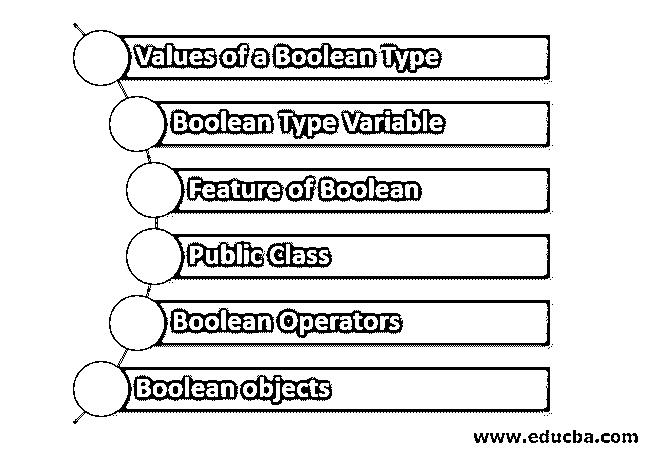 Values of a Boolean Type
Boolean Type Variable
Feature of Boolean
Public Class
Boolean Operators
Boolean objects
www.educba.com